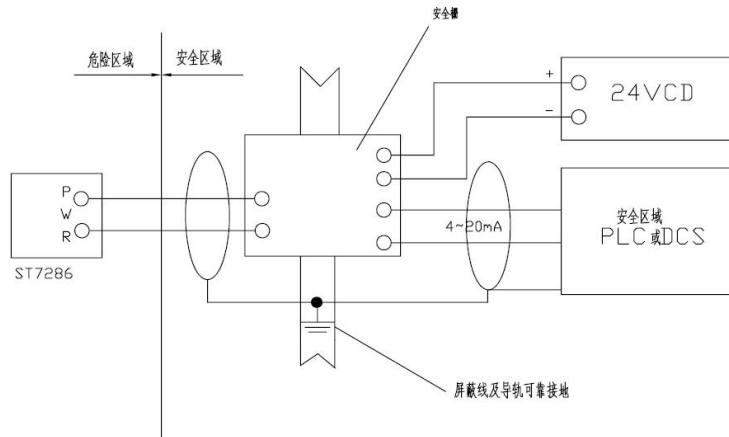 安全栅
危险区域
安全区域
+
24VCD
−
P
W
R
ST7286
4~20mA
安全区域
PLC或DCS
屏蔽线及导轨可靠接地